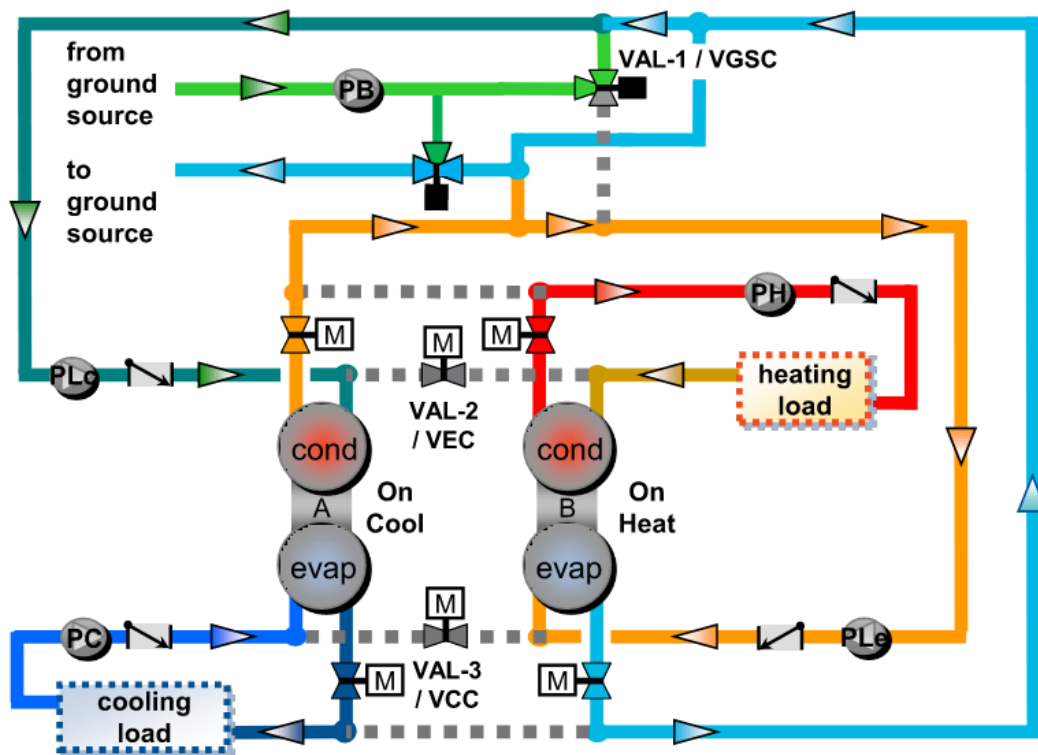 from
ground
source
PB
VAL-1 / VGSC
to
ground
source
PH
M
M
M
PLc
VAL-2
/ VEC
heating
load
cond
cond
A
On
Cool
B
On
Heat
evap
evap
M
PC
PLe
VAL-3
/ VCC
M
M
cooling
load